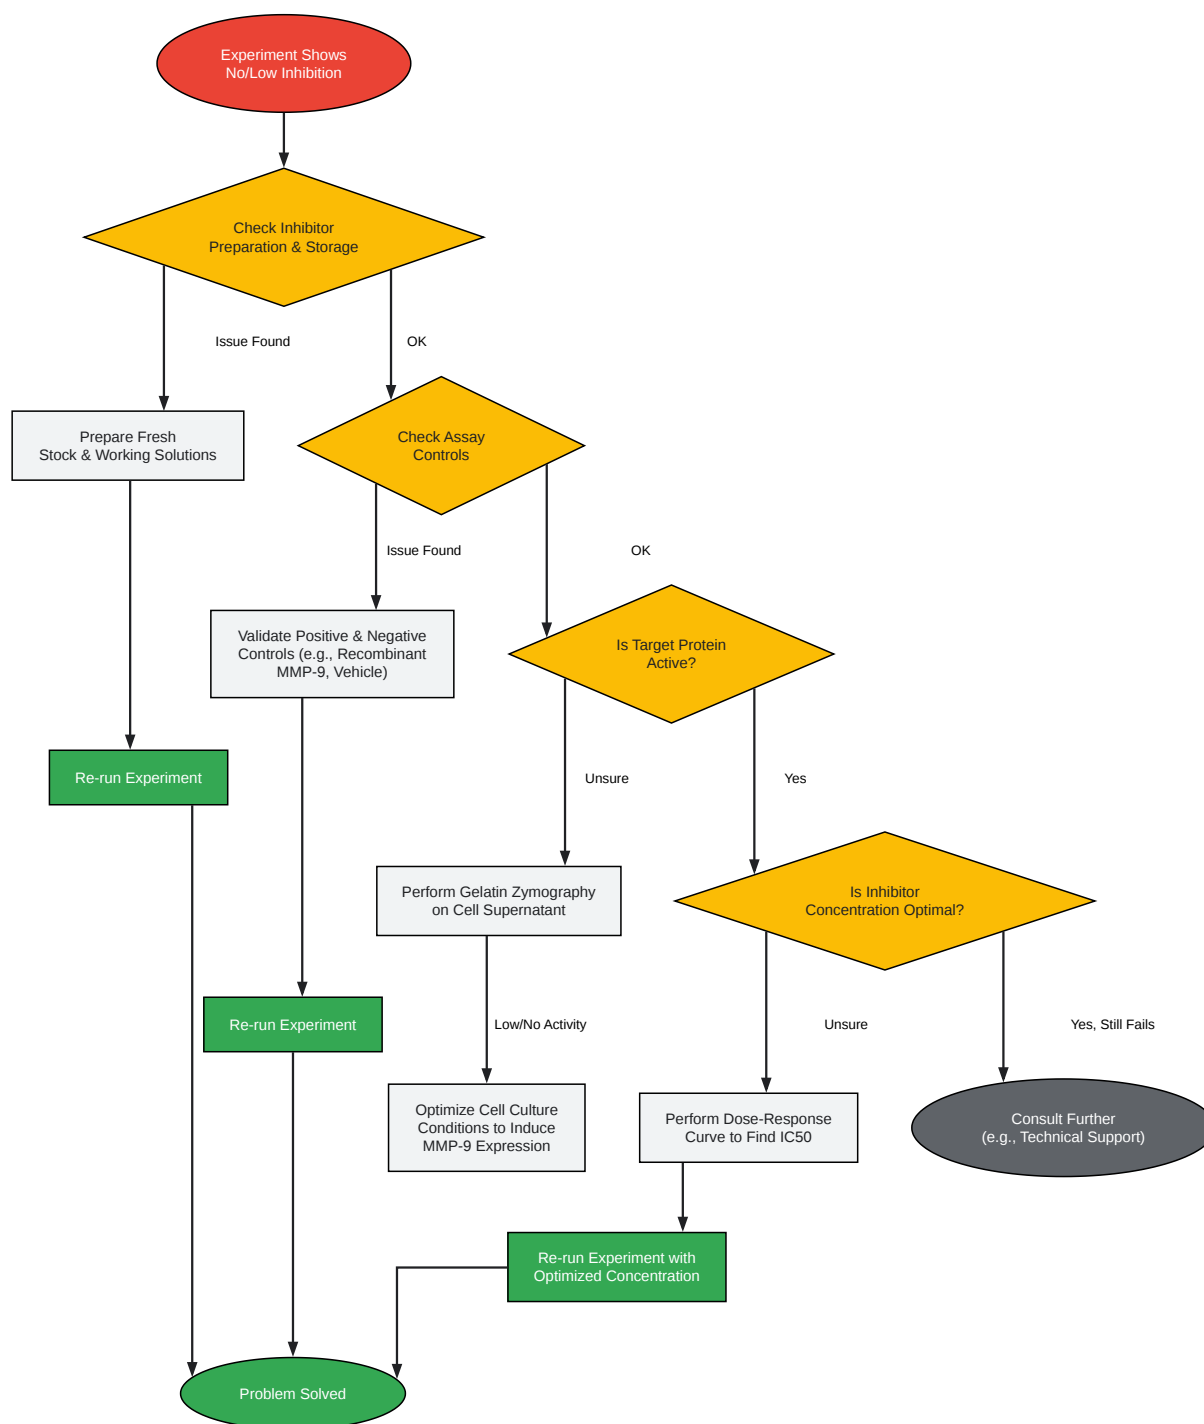 Experiment Shows
No/Low Inhibition
Check Inhibitor
Preparation & Storage
Issue Found
OK
Prepare Fresh
Stock & Working Solutions
Check Assay
Controls
Issue Found
OK
Validate Positive & Negative
Controls (e.g., Recombinant
MMP-9, Vehicle)
Is Target Protein
Active?
Re-run Experiment
Unsure
Yes
Perform Gelatin Zymography
on Cell Supernatant
Is Inhibitor
Concentration Optimal?
Re-run Experiment
Low/No Activity
Unsure
Yes, Still Fails
Optimize Cell Culture
Conditions to Induce
MMP-9 Expression
Perform Dose-Response
Curve to Find IC50
Consult Further
(e.g., Technical Support)
Re-run Experiment with
Optimized Concentration
Problem Solved